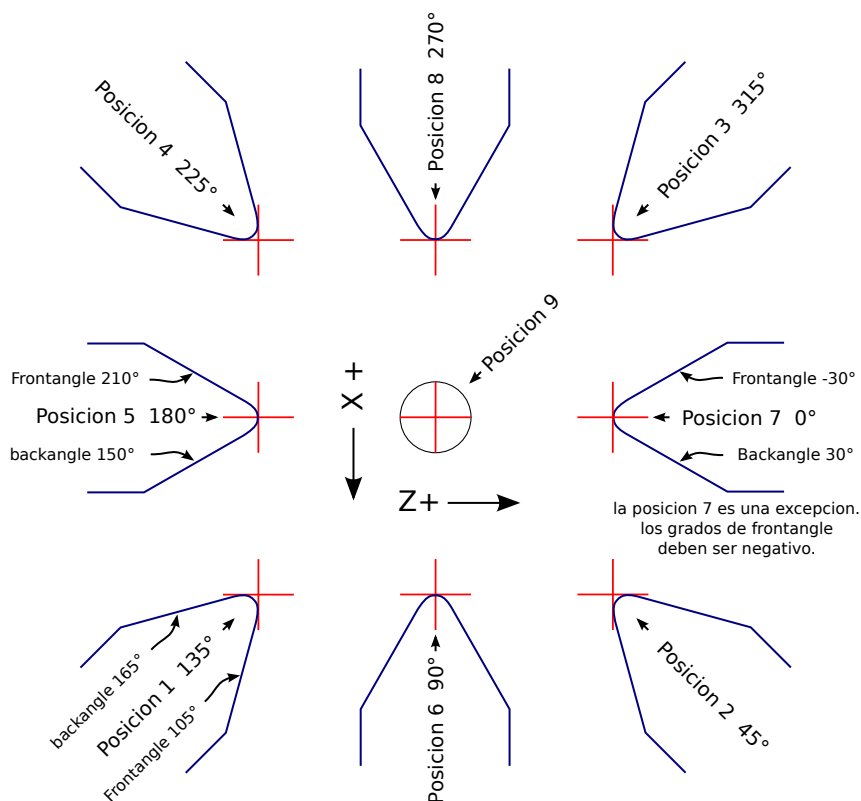 Posicion 4 225°
Posicion 8 270°
Posicion 3 315°
Frontangle 210°
Posicion 5 180°
backangle 150°
X +
Z+
Posicion 9
Frontangle -30°
Posicion 7 0°
Backangle 30°
la posicion 7 es una excepcion.
los grados de frontangle
deben ser negativo.
backangle 165°
Posicion 1 135°
Frontangle 105°
Posicion 6 90°
Posicion 2 45°